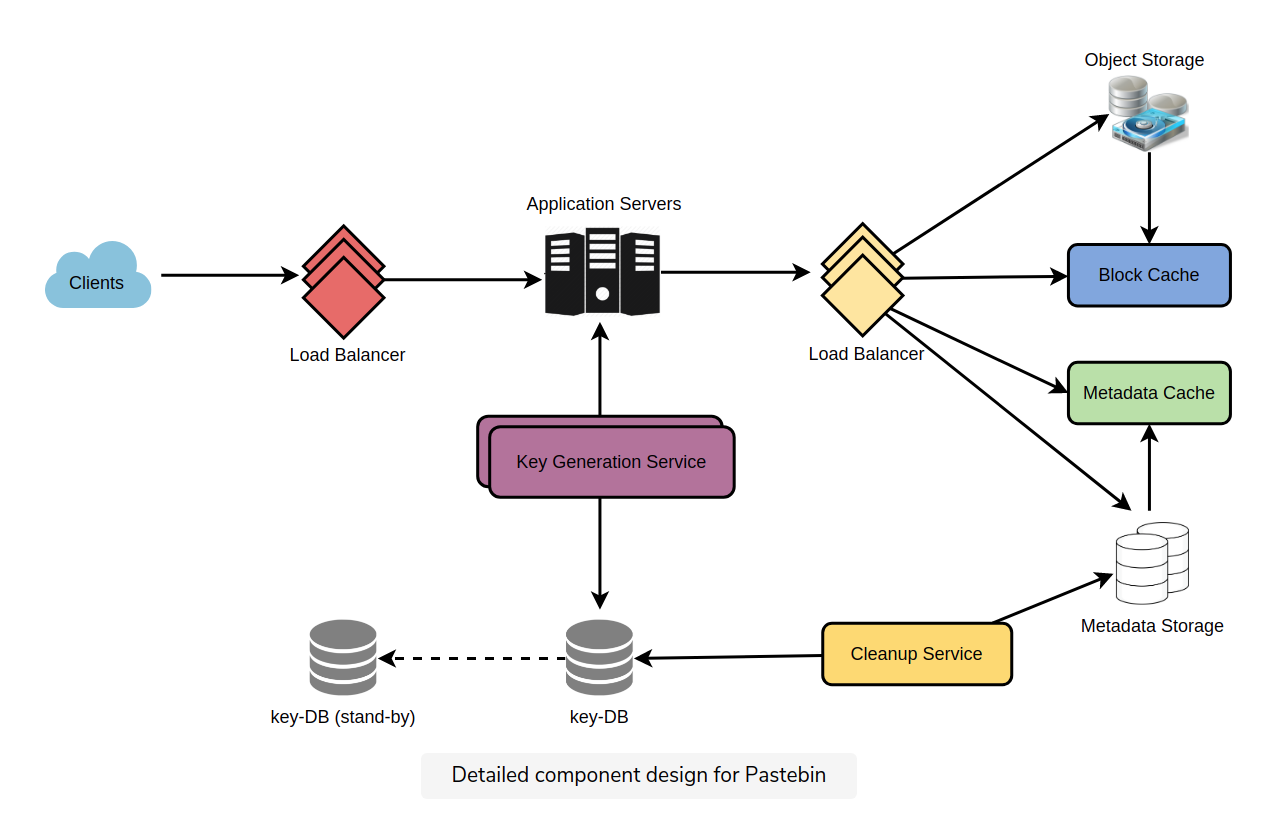 Object Storage
Application Servers
Clients
Block Cache
Load Balancer
Load Balancer
Metadata Cache
Key Generation Service
Metadata Storage
Cleanup Service
key-DB (stand-by)
key-DB
Detailed component design for Pastebin